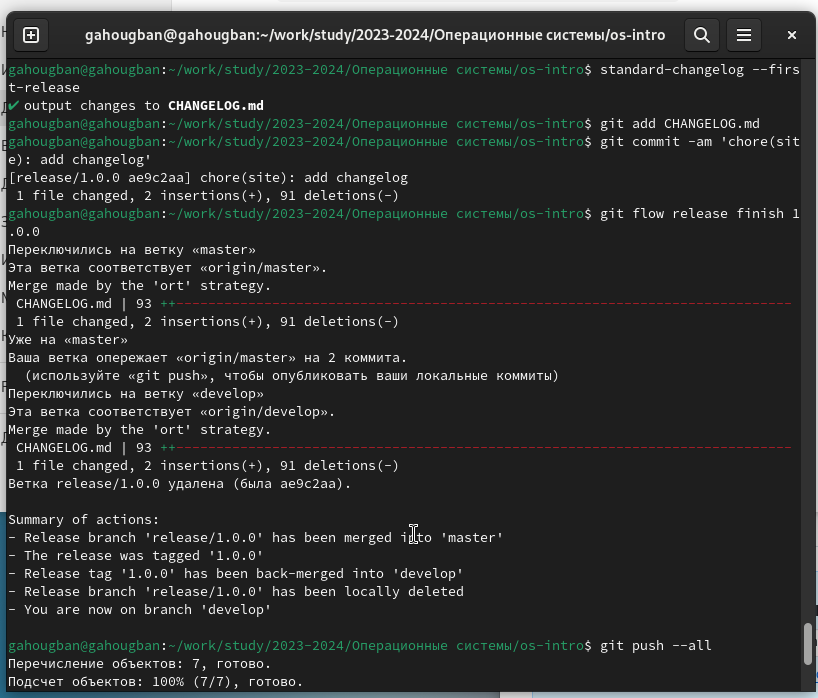 gahougban@gahougban:~/work/study/2023-2024/Операционные системы/os-intro
gahougban@gahougban:~/work/study/2023-2024/Операционные системы/os-intro$ standard-changelog --firs
t-release
✔ output changes to CHANGELOG.md
gahougban@gahougban:~/work/study/2023-2024/Операционные системы/os-intro$ git add CHANGELOG.md
gahougban@gahougban:~/work/study/2023-2024/Операционные системы/os-intro$ git commit -am 'chore(sit
e): add changelog'
[release/1.0.0 ae9c2aa] chore(site): add changelog
 1 file changed, 2 insertions(+), 91 deletions(-)
gahougban@gahougban:~/work/study/2023-2024/Операционные системы/os-intro$ git flow release finish 1
.0.0
Переключились на ветку «master»
Эта ветка соответствует «origin/master».
Merge made by the 'ort' strategy.
 CHANGELOG.md | 93 ++-----------------------------------------------------------------------------
 1 file changed, 2 insertions(+), 91 deletions(-)
Уже на «master»
Ваша ветка опережает «origin/master» на 2 коммита.
  (используйте «git push», чтобы опубликовать ваши локальные коммиты)
Переключились на ветку «develop»
Эта ветка соответствует «origin/develop».
Merge made by the 'ort' strategy.
 CHANGELOG.md | 93 ++-----------------------------------------------------------------------------
 1 file changed, 2 insertions(+), 91 deletions(-)
Ветка release/1.0.0 удалена (была ae9c2aa).
Summary of actions:
- Release branch 'release/1.0.0' has been merged into 'master'
- The release was tagged '1.0.0'
- Release tag '1.0.0' has been back-merged into 'develop'
- Release branch 'release/1.0.0' has been locally deleted
- You are now on branch 'develop'
gahougban@gahougban:~/work/study/2023-2024/Операционные системы/os-intro$ git push --all
Перечисление объектов: 7, готово.
Подсчет объектов: 100% (7/7), готово.